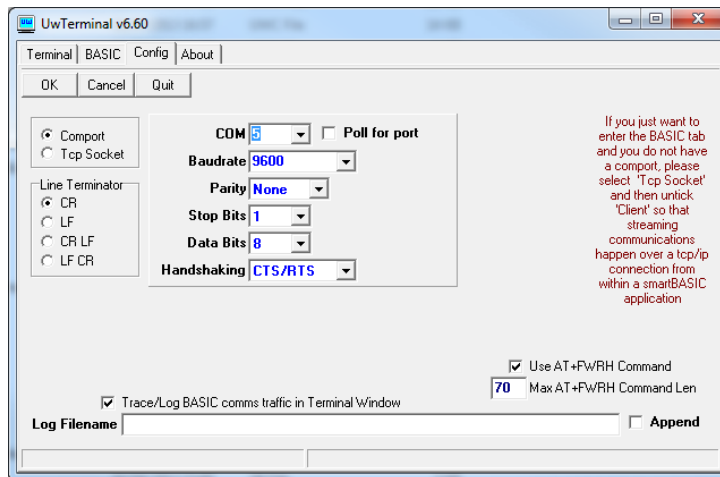 UwTerminal v6.60
Terminal BASIC Config About
OK Cancel Quit
Comport
Tcp Socket
Line Terminator
CR
LF
CR LF
LF CR
COM 5 Poll for port
Baudrate 9600
Parity None
Stop Bits 1
Data Bits 8
Handshaking CTS/RTS
If you just want to
enter the BASIC tab
and you do not have
a comport, please
select 'Tcp Socket'
and then untick
'Client' so that
streaming
communications
happen over a tcp/ip
connection from
within a smartBASIC
application
Use AT+FWRH Command
70 Max AT+FWRH Command Len
Trace/Log BASIC comms traffic in Terminal Window
Log Filename Append